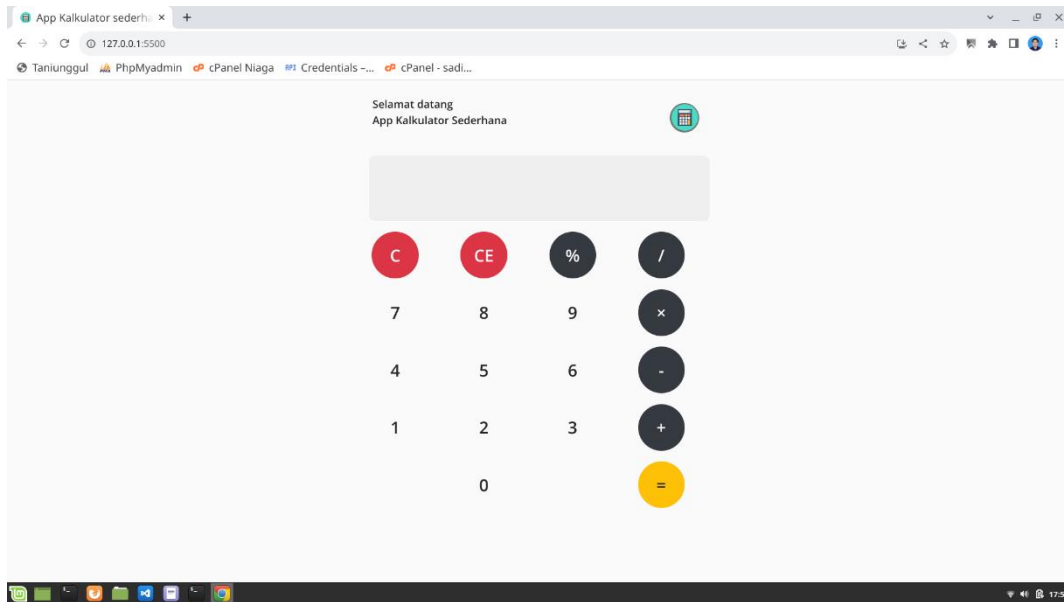 App Kalkulator sederh
127.0.0.1:5500
Taniunggul PhpMyadmin cPanel Niaga Credentials –... cPanel - sadi...
Selamat datang
App Kalkulator Sederhana
C CE % /
7 8 9 ×
4 5 6 -
1 2 3 +
0 =